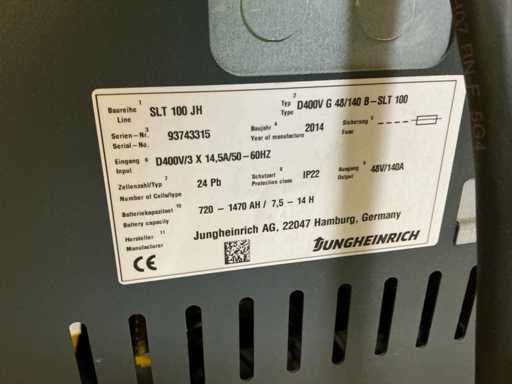 Baureihe 1 SLT 100 JH Typ 2 D400V G 48/140 B-SLT 100
Line Type
Serien-Nr. 3 93743315 Baujahr 4 2014 Sicherung 5
Serial-No. Year of manufacture Fuse
Eingang 6 D400V/3 X 14,5A/50-60HZ
Input
Zellenzahl/Typ 7 24 Pb Schutzart 8 IP22 Ausgang 9 48V/140A
Number of Cells/type Protection class Output
Batteriekapazitaet 10 720 - 1470 AH / 7,5 - 14 H
Battery capacity
Hersteller 11 Jungheinrich AG, 22047 Hamburg, Germany
Manufacturer
CE JUNGHEINRICH